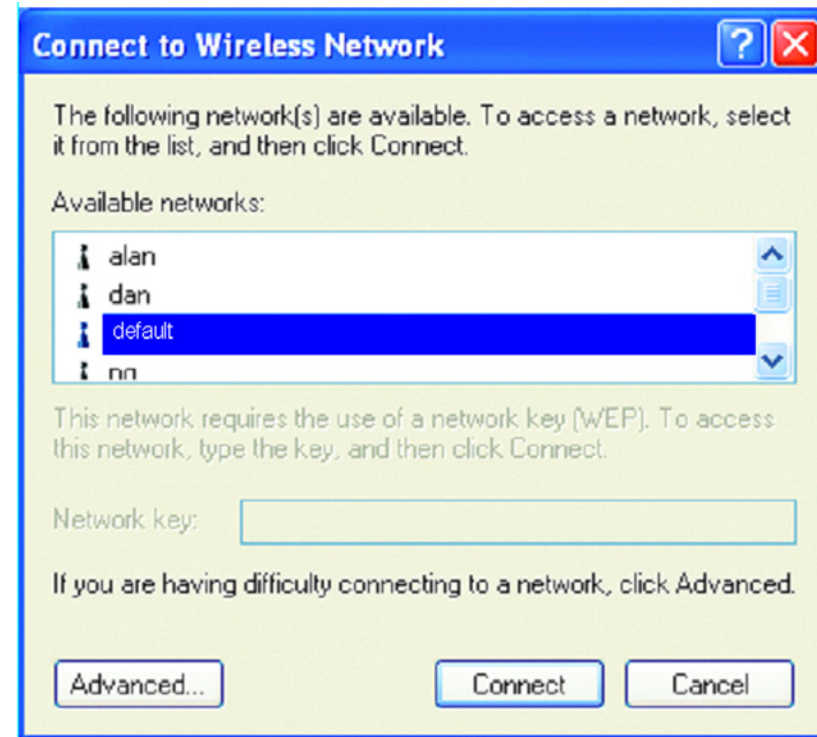 Connect to Wireless Network
The following network(s) are available. To access a network, select
it from the list, and then click Connect.
Available networks:
alan
dan
default
This network requires the use of a network key (WEP). To access
this network, type the key, and then click Connect.
Network key:
If you are having difficulty connecting to a network, click Advanced.
Advanced...
Connect
Cancel